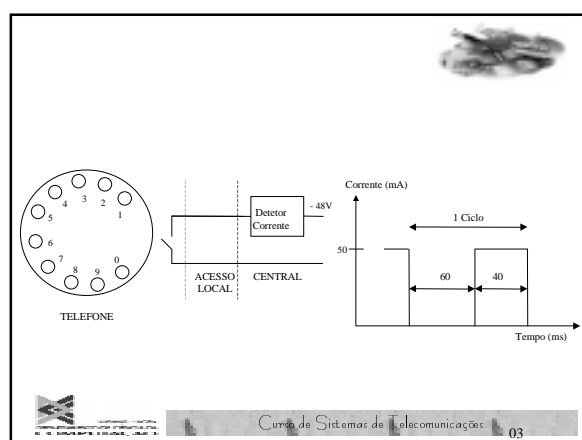 3
2
4
1
5
6
7
8
9
0
TELEFONE
ACESSO
LOCAL
CENTRAL
Detetor
Corrente
- 48V
Corrente (mA)
50
1 Ciclo
60
40
Tempo (ms)
Curso de Sistemas de Telecomunicações
03